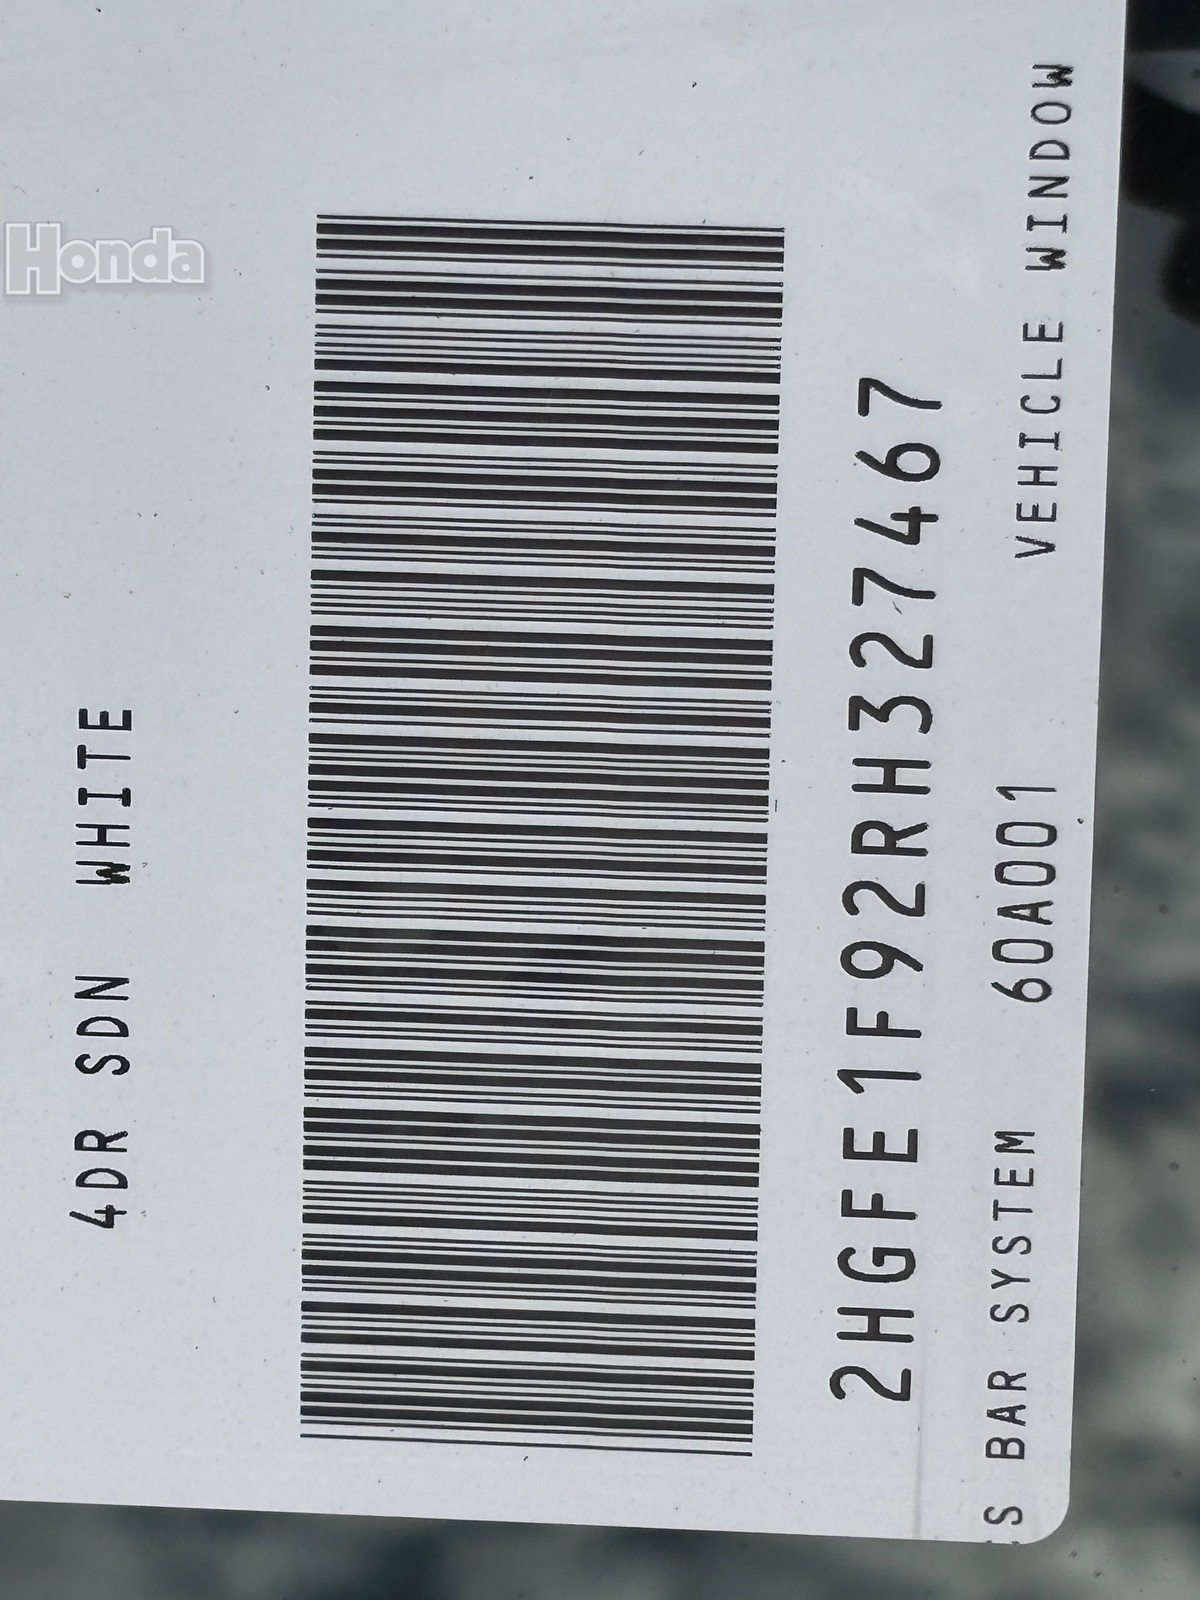 Honda
4DR SDN WHITE
2HGFE1F92RH327467
S BAR SYSTEM 60A001 VEHICLE WINDOW